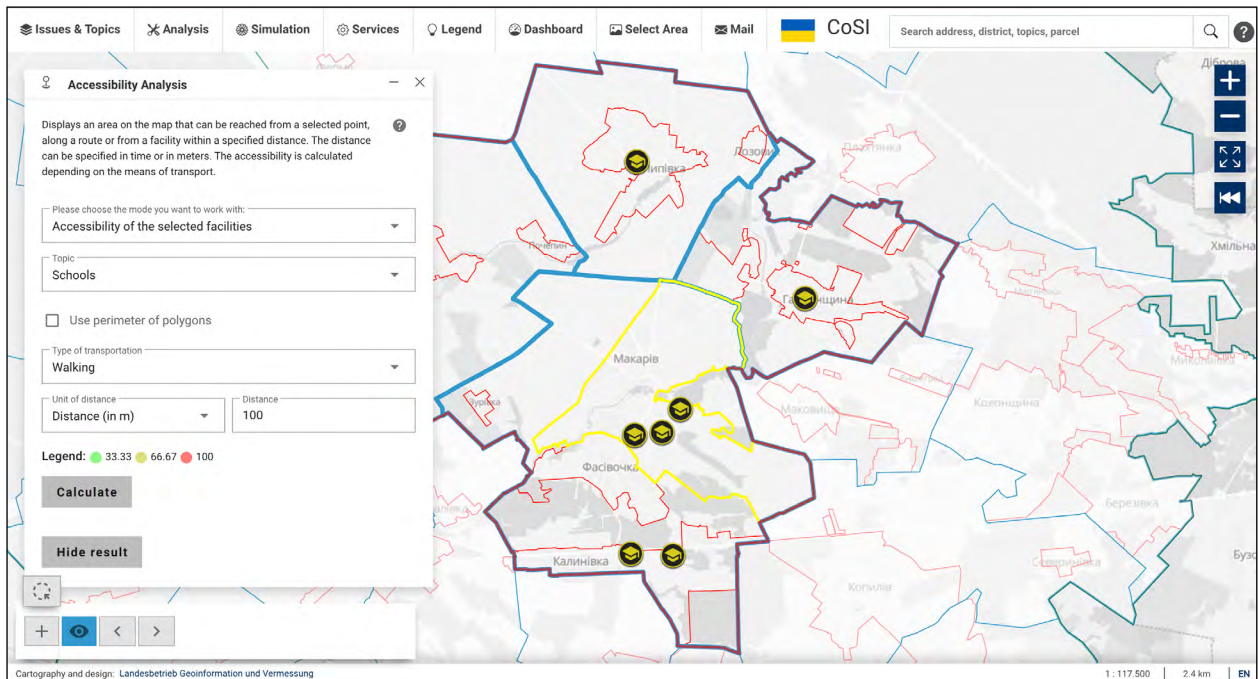 Issues & Topics
Analysis
Simulation
Services
Legend
Dashboard
Select Area
Mail
CoSI
Search address, district, topics, parcel
?
Accessibility Analysis
Displays an area on the map that can be reached from a selected point,
along a route or from a facility within a specified distance. The distance
can be specified in time or in meters. The accessibility is calculated
depending on the means of transport.
Please choose the mode you want to work with:
Accessibility of the selected facilities
Topic
Schools
Use perimeter of polygons
Type of transportation
Walking
Unit of distance
Distance (in m)
Distance
100
Legend: 33.33 66.67 100
Calculate
Hide result
Діброва
Плахтянка
Почепин
Хмільна
Макарів
Маковище
Колонщина
Фасівочка
Березівка
Калинівка
Северинівка
Копилів
Cartography and design: Landesbetrieb Geoinformation und Vermessung
1 : 117.500
2.4 km
EN